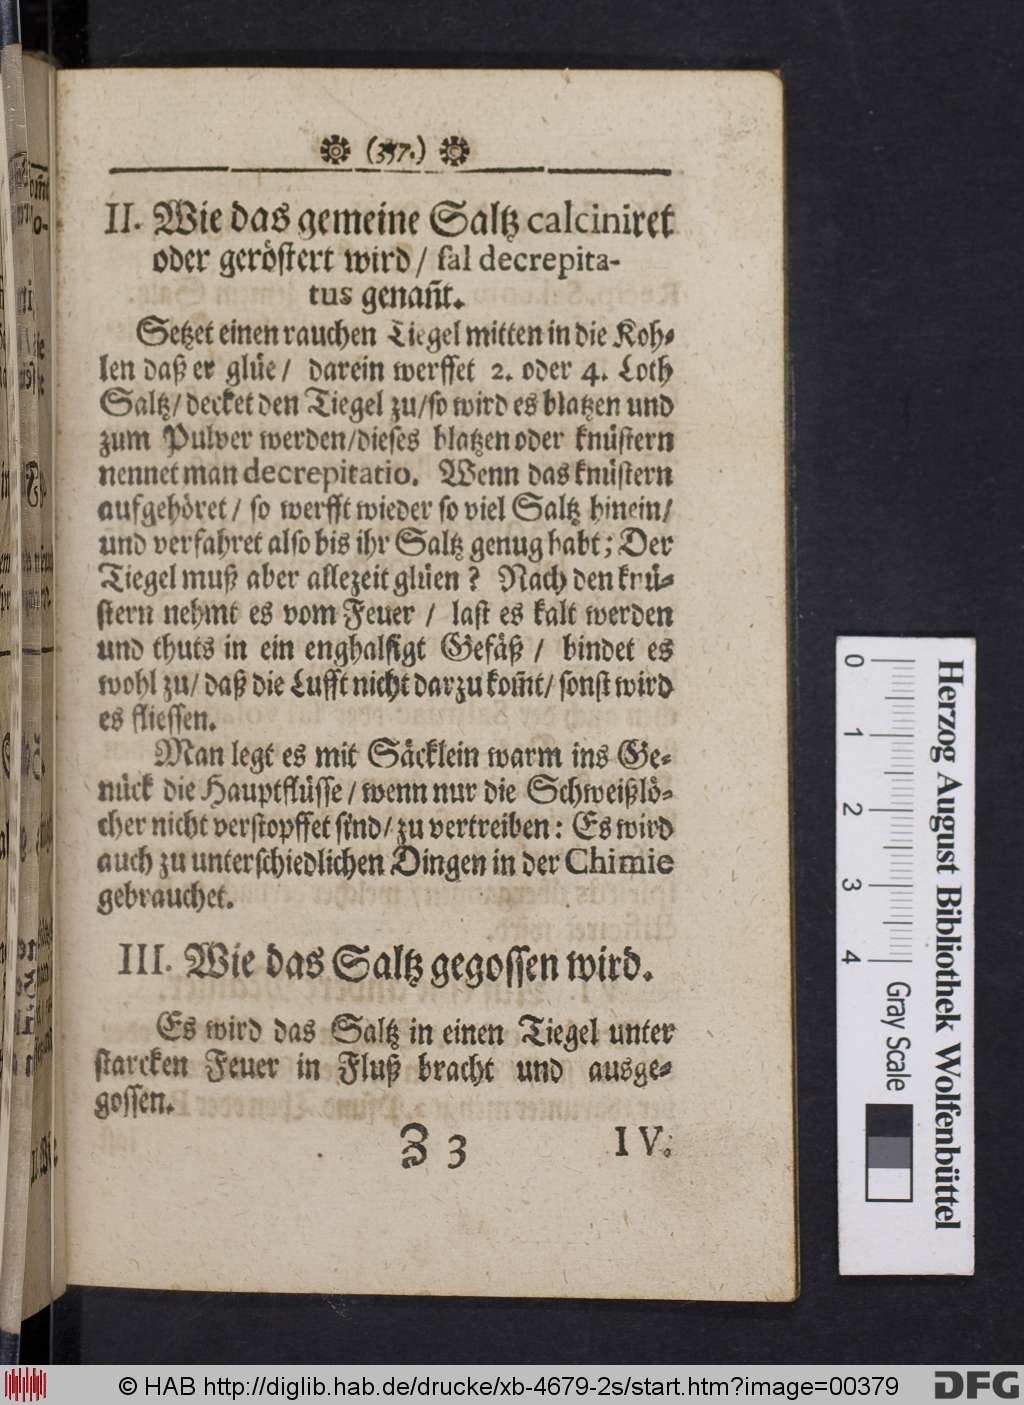 (357.)
II. Wie das gemeine Saltz calciniret
oder geröstert wird / sal decrepita-
tus genañt.
Setzet einen rauchen Tiegel mitten in die Koh-
len daß er glüe / darein werffet 2. oder 4. Loth
Saltz / decket den Tiegel zu / so wird es blatzen und
zum Pulver werden / dieses blatzen oder knüstern
nennet man decrepitatio. Wenn das knüstern
aufgehöret / so werfft wieder so viel Saltz hinein /
und verfahret also bis ihr Saltz genug habt; Der
Tiegel muß aber allezeit glüen ? Nach den knü-
stern nehmt es vom Feuer / last es kalt werden
und thuts in ein enghalsigt Gefäß / bindet es
wohl zu / daß die Lufft nicht darzu kom̃t / sonst wird
es fliessen.
Man legt es mit Säcklein warm ins Ge-
nück die Hauptflüsse / wenn nur die Schweißlö-
cher nicht verstopffet sind / zu vertreiben : Es wird
auch zu unterschiedlichen Dingen in der Chimie
gebrauchet.
III. Wie das Saltz gegossen wird.
Es wird das Saltz in einen Tiegel unter
starcken Feuer in Fluß bracht und ausge-
gossen.
Z 3 IV.
Herzog August Bibliothek Wolfenbüttel
0 1 2 3 4 Gray Scale
© HAB http://diglib.hab.de/drucke/xb-4679-2s/start.htm?image=00379
DFG